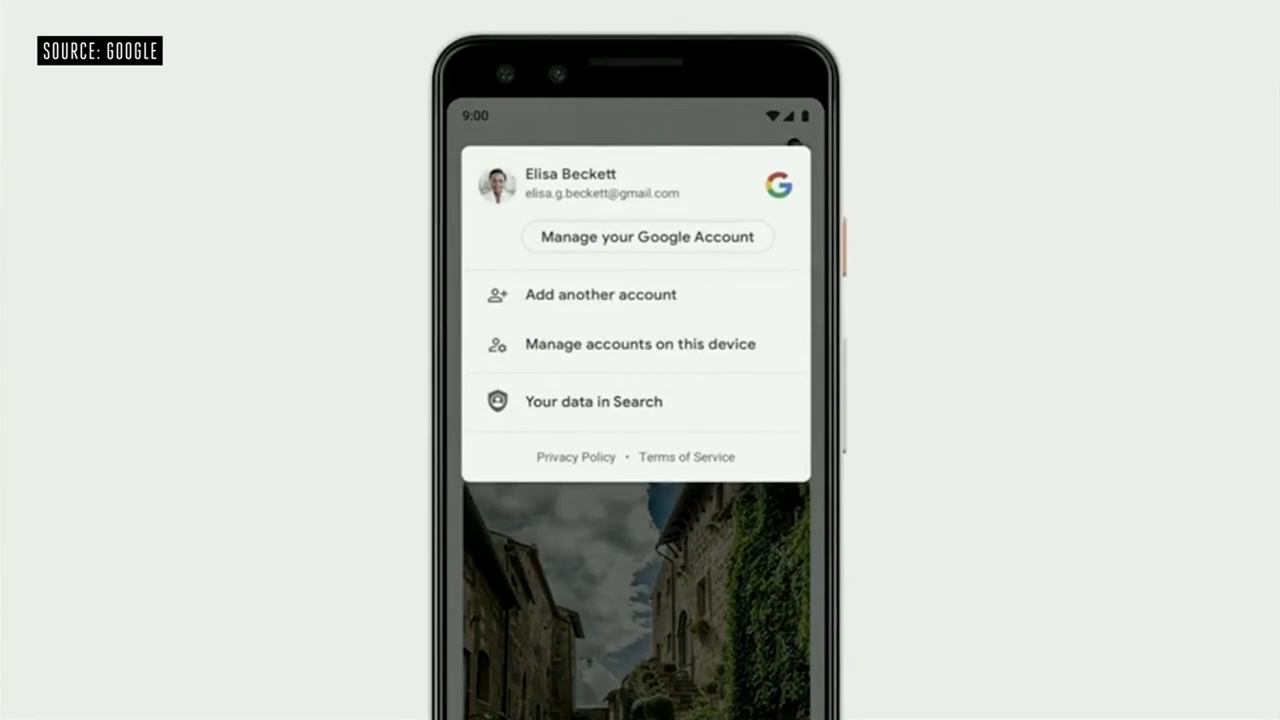 SOURCE: GOOGLE
9:00
Elisa Beckett
elisa.g.beckett@gmail.com
Manage your Google Account
Add another account
Manage accounts on this device
Your data in Search
Privacy Policy • Terms of Service